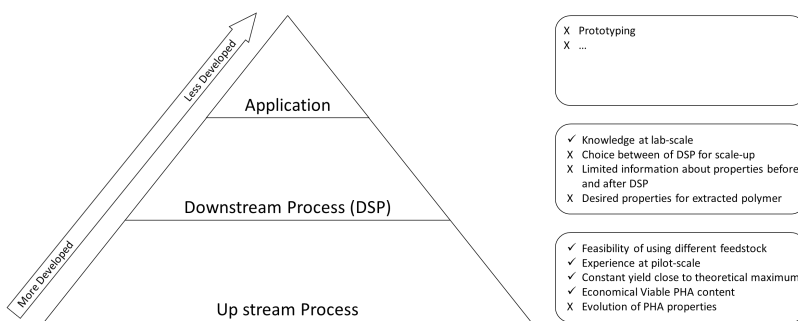 Less Developed
More Developed
Application
Downstream Process (DSP)
Up stream Process
X Prototyping
X ...
✓ Knowledge at lab-scale
X Choice between of DSP for scale-up
X Limited information about properties before
and after DSP
X Desired properties for extracted polymer
✓ Feasibility of using different feedstock
✓ Experience at pilot-scale
✓ Constant yield close to theoretical maximum
✓ Economical Viable PHA content
X Evolution of PHA properties